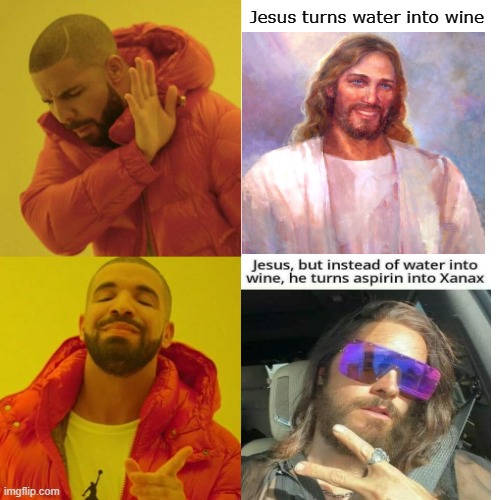 Jesus turns water into wine
Jesus, but instead of water into
wine, he turns aspirin into Xanax
imgflip.com